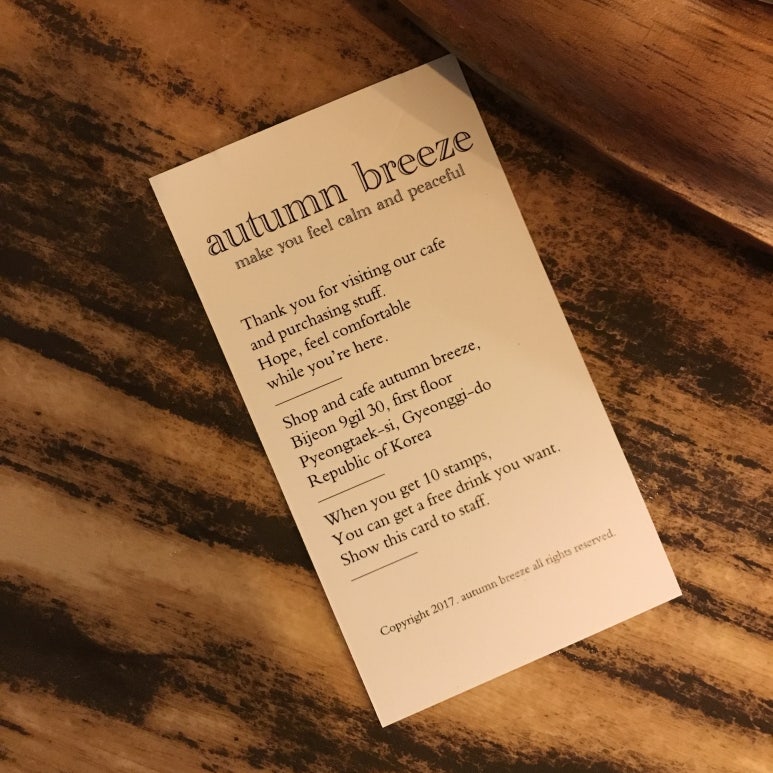 autumn breeze
make you feel calm and peaceful
Thank you for visiting our cafe
and purchasing stuff.
Hope, feel comfortable
while you're here.
Shop and cafe autumn breeze,
Bijeon 9gil 30, first floor
Pyeongtaek-si, Gyeonggi-do
Republic of Korea
When you get 10 stamps,
You can get a free drink you want.
Show this card to staff.
Copyright 2017. autumn breeze all rights reserved.